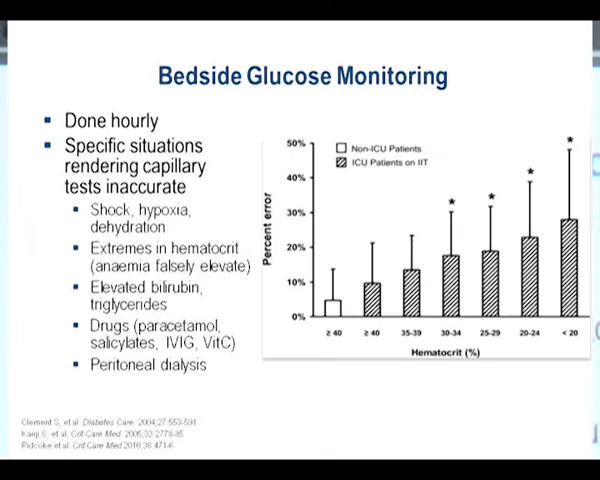 Bedside Glucose Monitoring
Done hourly
Specific situations
rendering capillary
tests inaccurate
Shock, hypoxia,
dehydration
Extremes in hematocrit
(anaemia falsely elevate)
Elevated bilirubin,
triglycerides
Drugs (paracetamol,
salicylates, IVIG, VitC)
Peritoneal dialysis
Non-ICU Patients
ICU Patients on IIT
Percent error
50%
40%
30%
20%
10%
0%
* * * *
≥ 40 ≥ 40 35-39 30-34 25-29 20-24 < 20
Hematocrit (%)
Clement S, et al. Diabetes Care. 2004;27:553-591
Kanji S, et al. Crit Care Med. 2005;33:2778-85
Pidcoke et al. Crit Care Med 2010;38:471-6